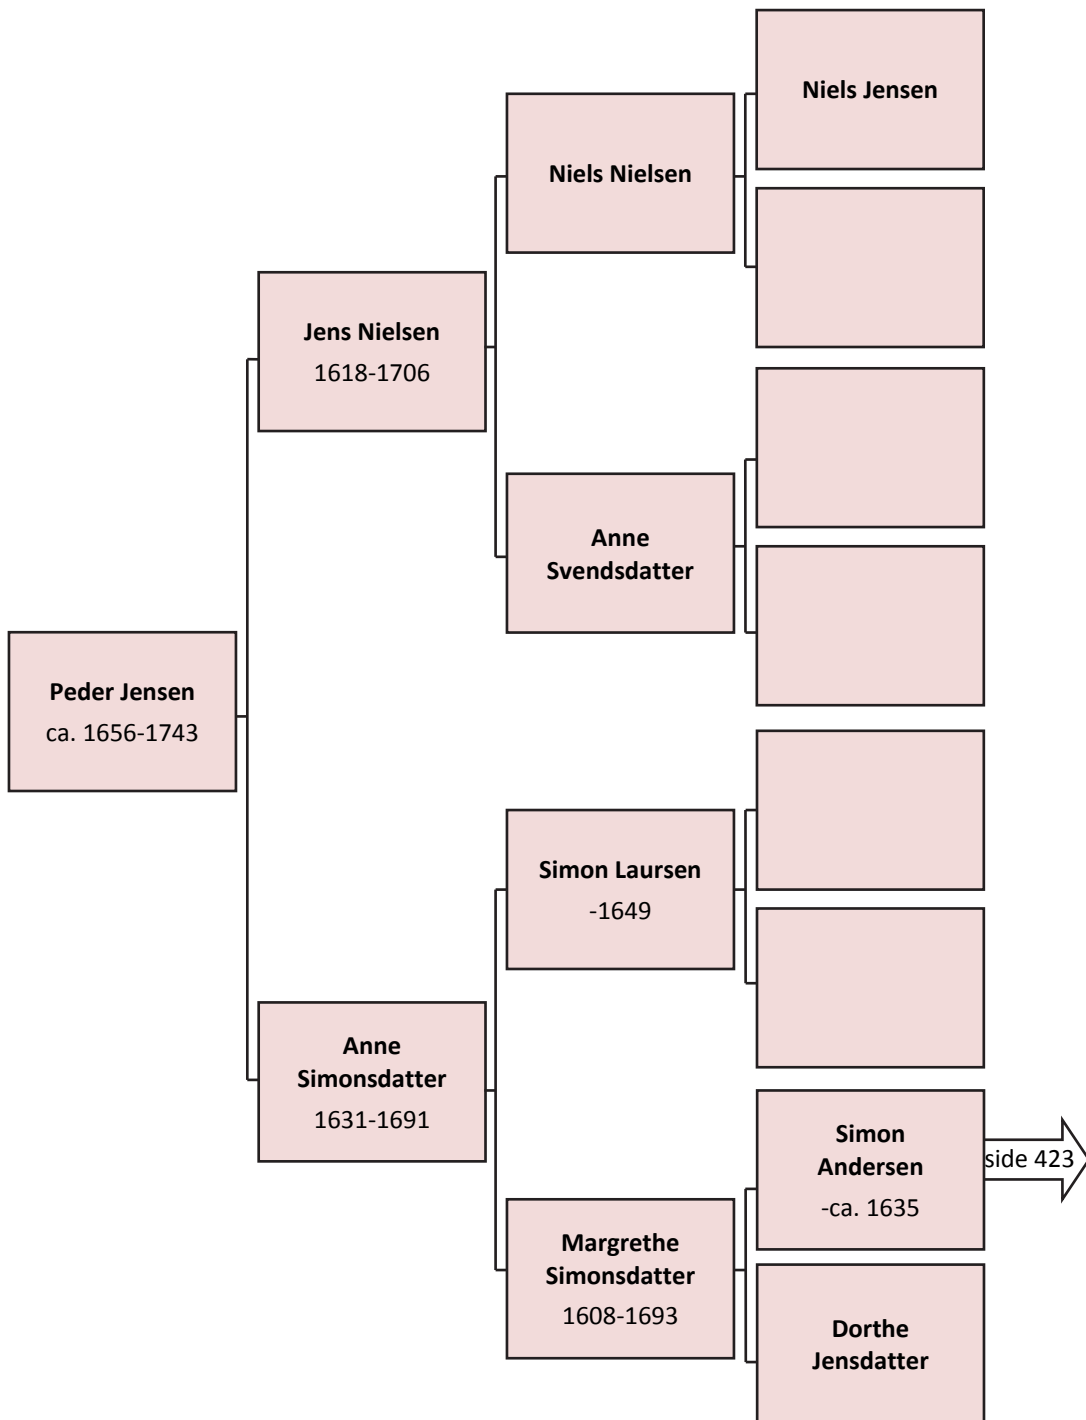 Niels Jensen
Niels Nielsen
Jens Nielsen
1618-1706
Anne
Svendsdatter
Peder Jensen
ca. 1656-1743
Simon Laursen
-1649
Anne
Simonsdatter
1631-1691
Simon
Andersen
-ca. 1635
side 423
Margrethe
Simonsdatter
1608-1693
Dorthe
Jensdatter